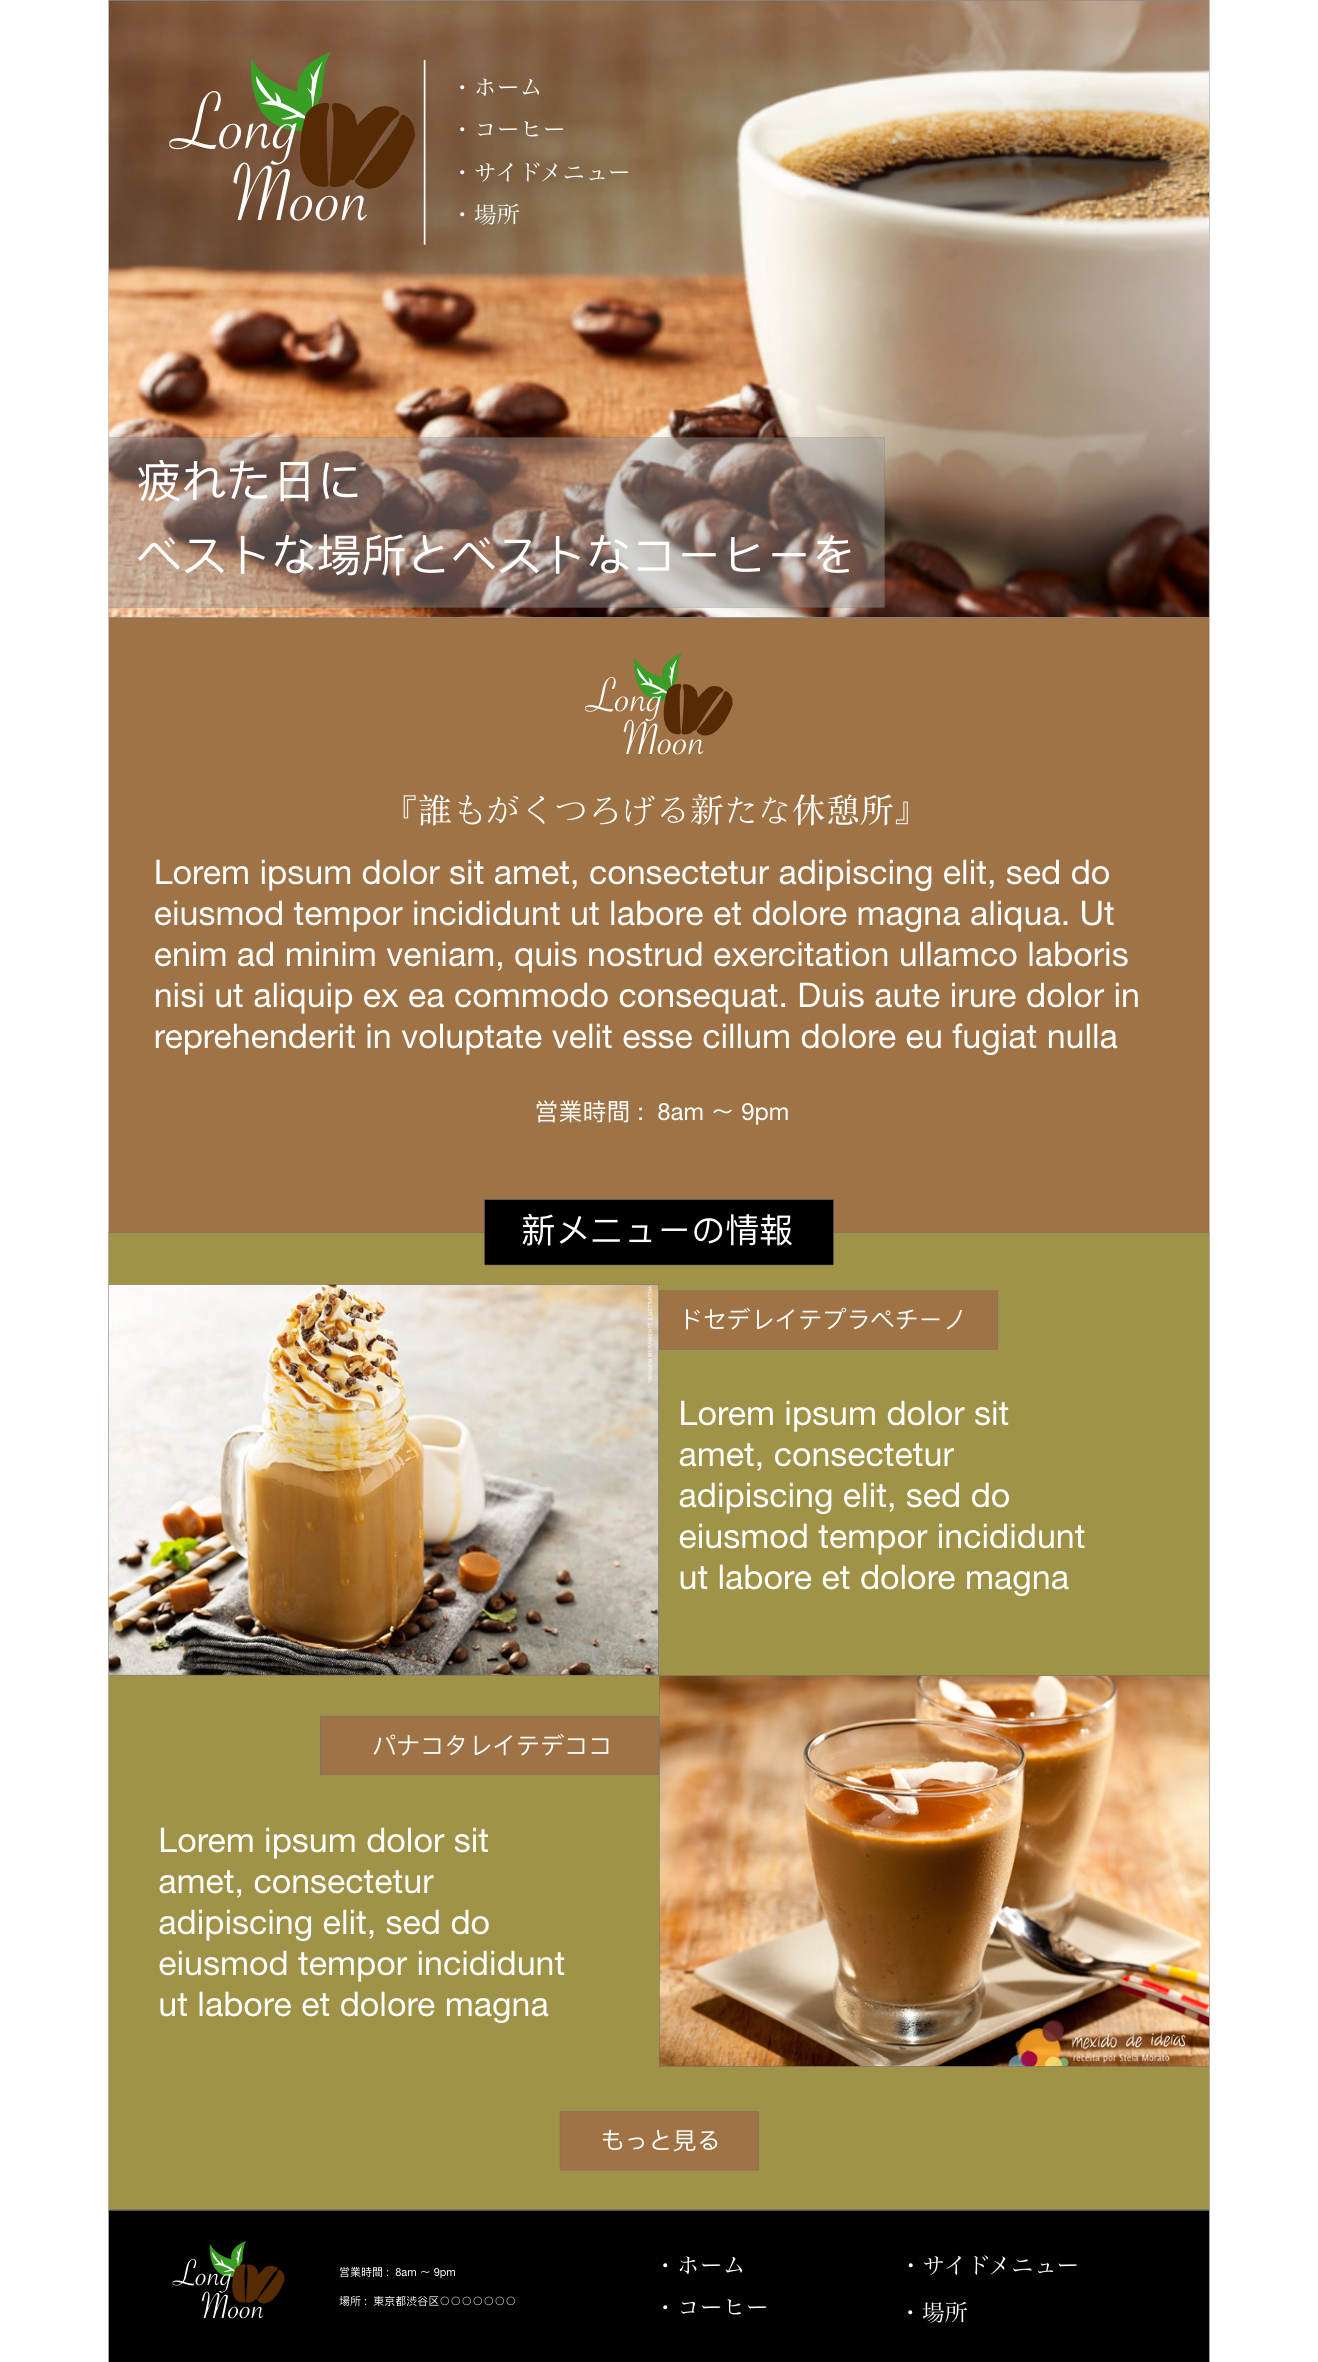 Long
Moon
・ホーム
・コーヒー
・サイドメニュー
・場所
疲れた日に
ベストな場所とベストなコーヒーを
Long
Moon
『誰もがくつろげる新たな休憩所』
Lorem ipsum dolor sit amet, consectetur adipiscing elit, sed do
eiusmod tempor incididunt ut labore et dolore magna aliqua. Ut
enim ad minim veniam, quis nostrud exercitation ullamco laboris
nisi ut aliquip ex ea commodo consequat. Duis aute irure dolor in
reprehenderit in voluptate velit esse cillum dolore eu fugiat nulla
営業時間 : 8am 〜 9pm
新メニューの情報
ドセデレイテプラペチーノ
Lorem ipsum dolor sit
amet, consectetur
adipiscing elit, sed do
eiusmod tempor incididunt
ut labore et dolore magna
パナコタレイテデココ
Lorem ipsum dolor sit
amet, consectetur
adipiscing elit, sed do
eiusmod tempor incididunt
ut labore et dolore magna
mexido de ideias
receita por Stela Morato
もっと見る
Long
Moon
営業時間 : 8am 〜 9pm
場所 : 東京都渋谷区○○○○○○○
・ホーム
・コーヒー
・サイドメニュー
・場所